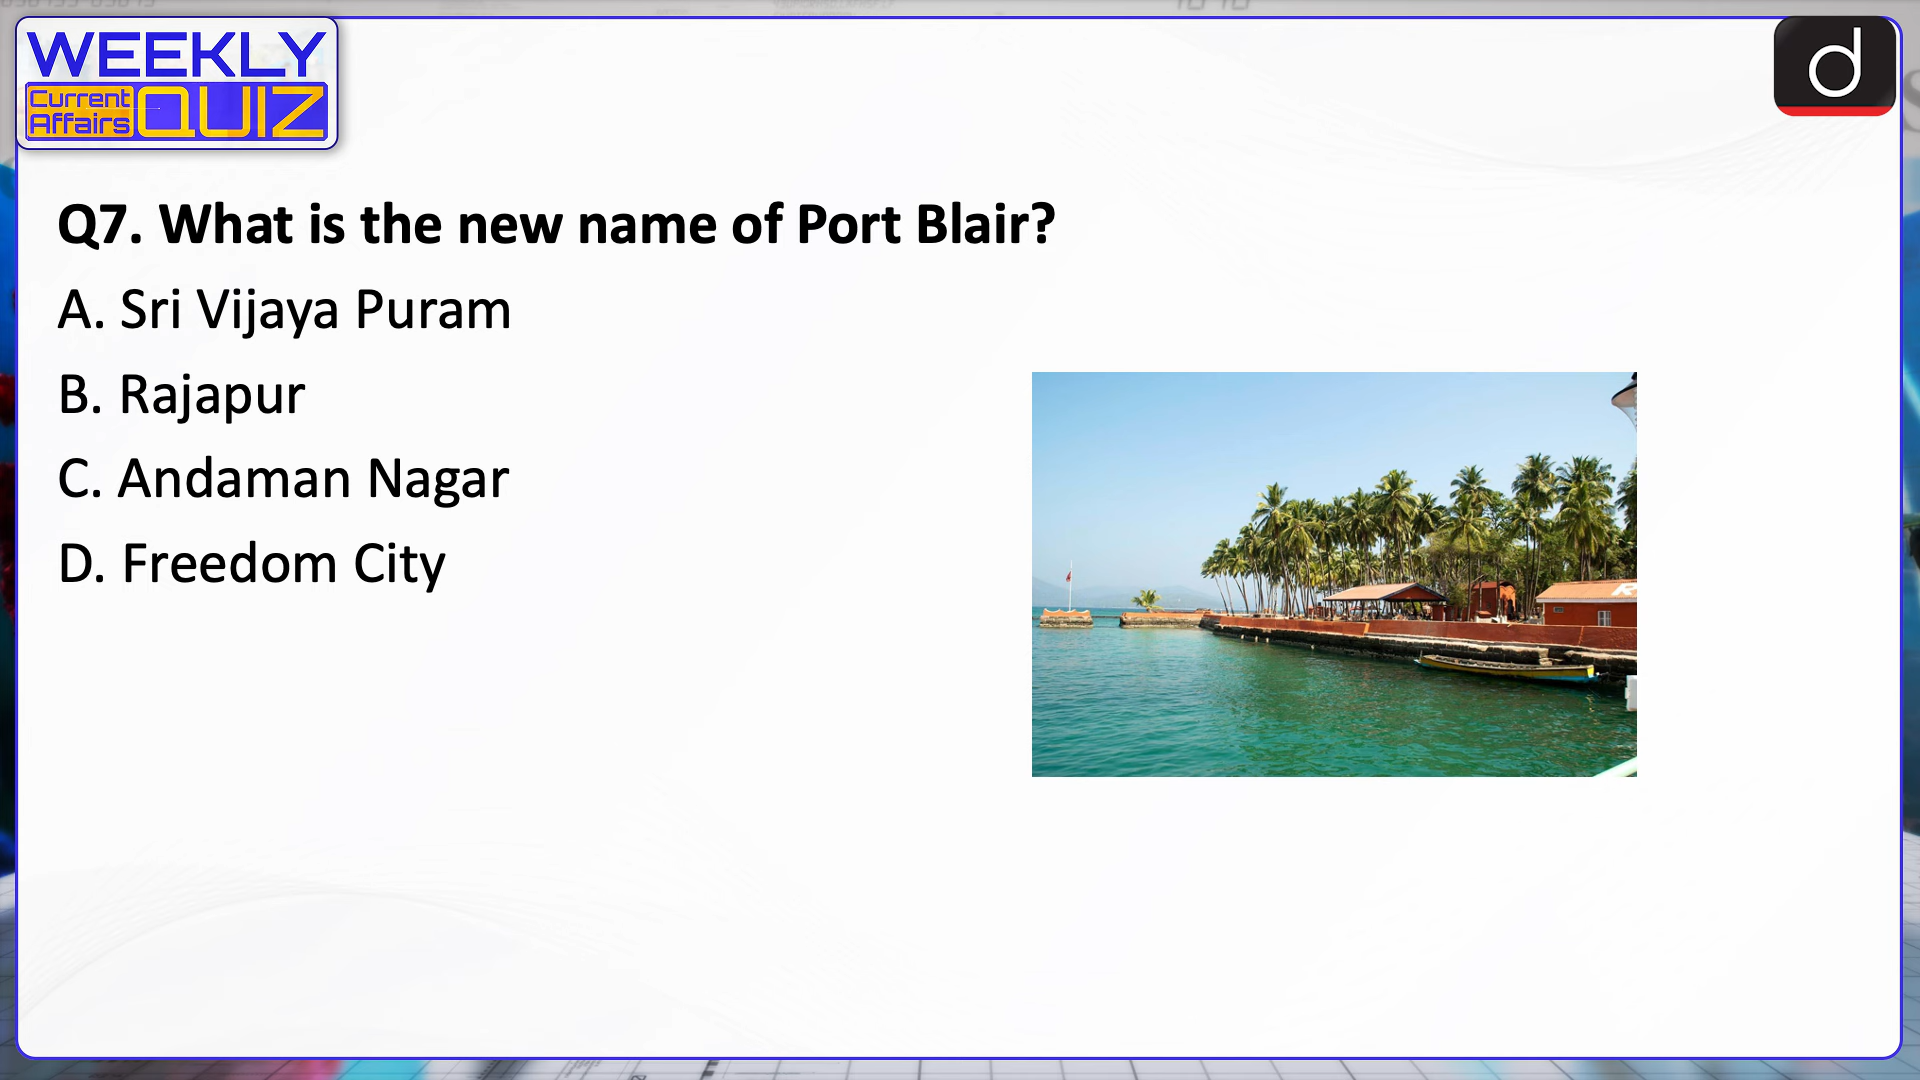 WEEKLY
Current
Affairs
QUIZ
d
Q7. What is the new name of Port Blair?
A. Sri Vijaya Puram
B. Rajapur
C. Andaman Nagar
D. Freedom City